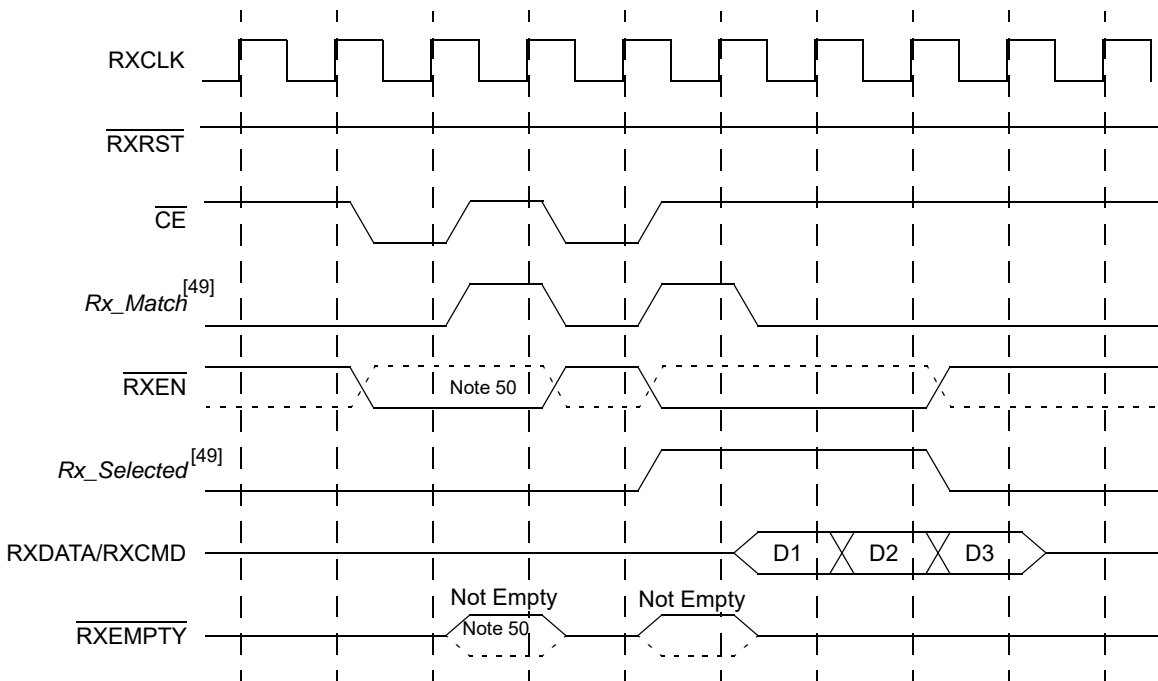 RXCLK
RXRST
CE
Rx_Match[49]
RXEN
Note 50
Rx_Selected[49]
RXDATA/RXCMD
D1 D2 D3
Not Empty Not Empty
RXEMPTY
Note 50